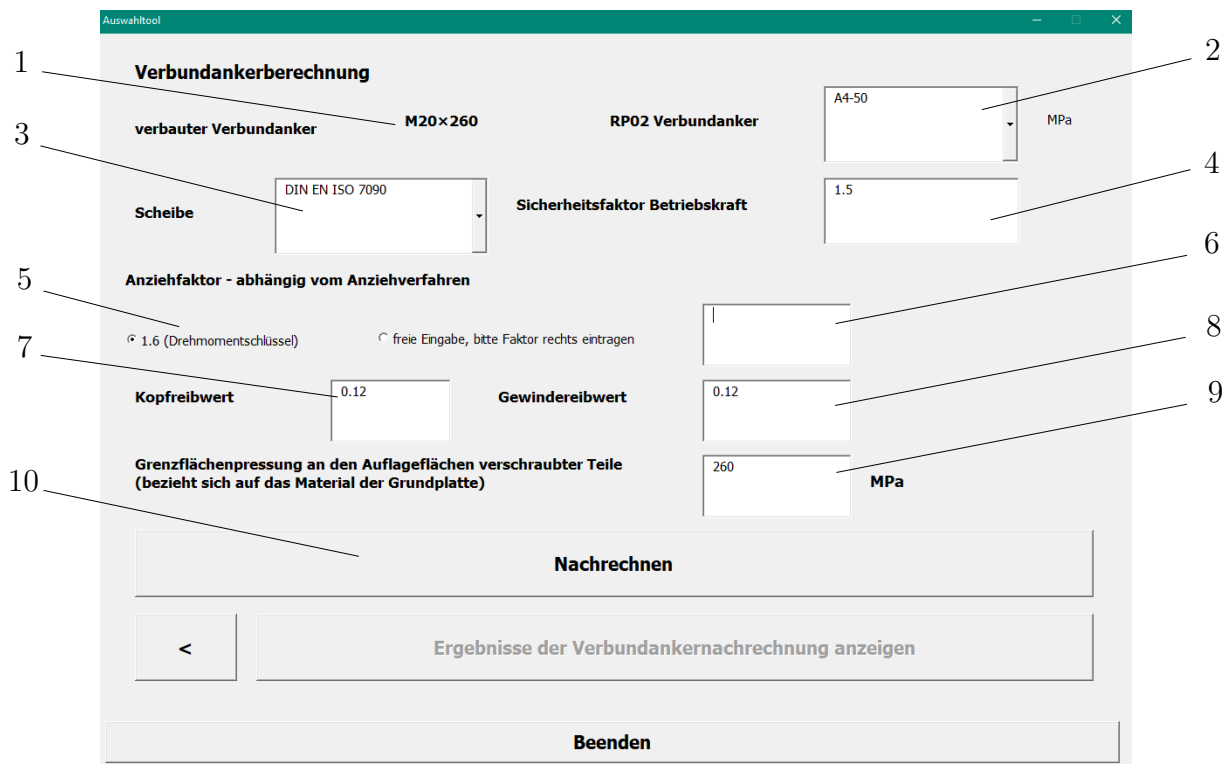 Auswahltool
1
Verbundankerberechnung
2
verbauter Verbundanker
M20×260
RP02 Verbundanker
A4-50
MPa
3
Scheibe
DIN EN ISO 7090
Sicherheitsfaktor Betriebskraft
1.5
4
Anziehfaktor - abhängig vom Anziehverfahren
5
6
1.6 (Drehmomentschlüssel)
freie Eingabe, bitte Faktor rechts eintragen
7
8
Kopfreibwert
0.12
Gewindereibwert
0.12
9
Grenzflächenpressung an den Auflageflächen verschraubter Teile
(bezieht sich auf das Material der Grundplatte)
260
MPa
10
Nachrechnen
<
Ergebnisse der Verbundankernachrechnung anzeigen
Beenden